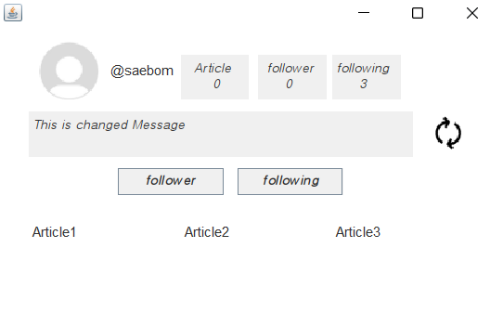 @saebom
Article
0
follower
0
following
3
This is changed Message
follower
following
Article1
Article2
Article3